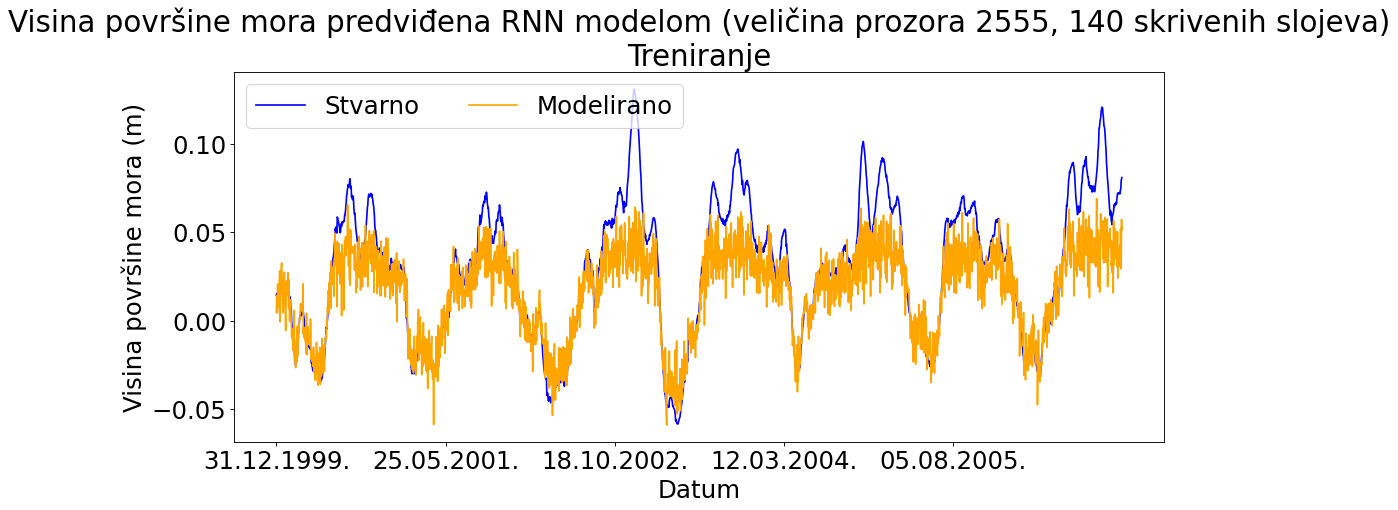 Visina površine mora predviđena RNN modelom (veličina prozora 2555, 140 skrivenih slojeva)
Treniranje
Stvarno
Modelirano
Visina površine mora (m)
0.10
0.05
0.00
−0.05
31.12.1999.
25.05.2001.
18.10.2002.
12.03.2004.
05.08.2005.
Datum